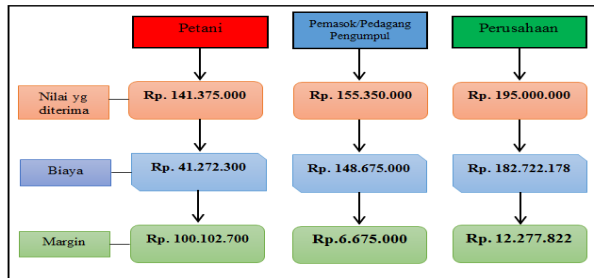 Petani
Pemasok/Pedagang
Pengumpul
Perusahaan
Nilai yg
diterima
Rp. 141.375.000
Rp. 155.350.000
Rp. 195.000.000
Biaya
Rp. 41.272.300
Rp. 148.675.000
Rp. 182.722.178
Margin
Rp. 100.102.700
Rp.6.675.000
Rp. 12.277.822